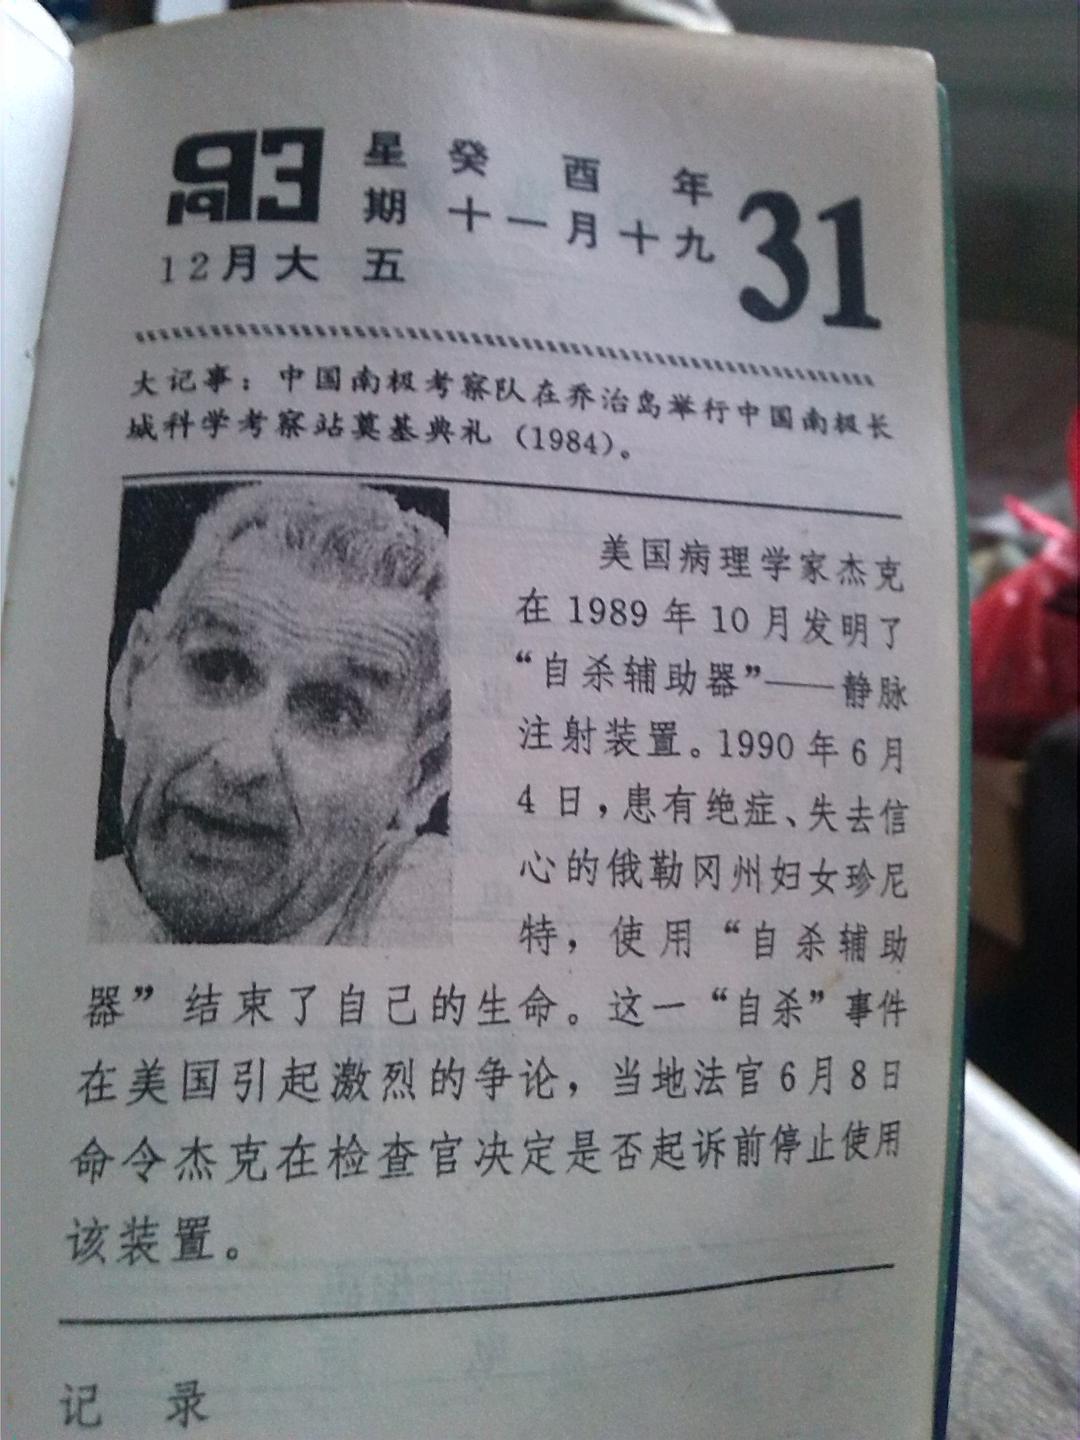 1993
星期五
癸酉年
十一月十九
31
12月大
大记事：中国南极考察队在乔治岛举行中国南极长
城科学考察站奠基典礼（1984）。
美国病理学家杰克
在1989年10月发明了
“自杀辅助器”——静脉
注射装置。1990年6月
4日，患有绝症、失去信
心的俄勒冈州妇女珍尼
特，使用“自杀辅助
器”结束了自己的生命。这一“自杀”事件
在美国引起激烈的争论，当地法官6月8日
命令杰克在检查官决定是否起诉前停止使用
该装置。
记 录